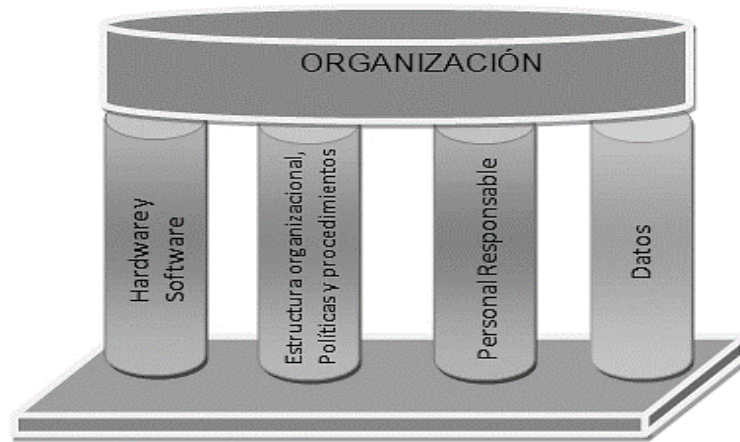 ORGANIZACIÓN
Hardwarey
Software
Estructura organizacional,
Políticas y procedimientos
Personal Responsable
Datos